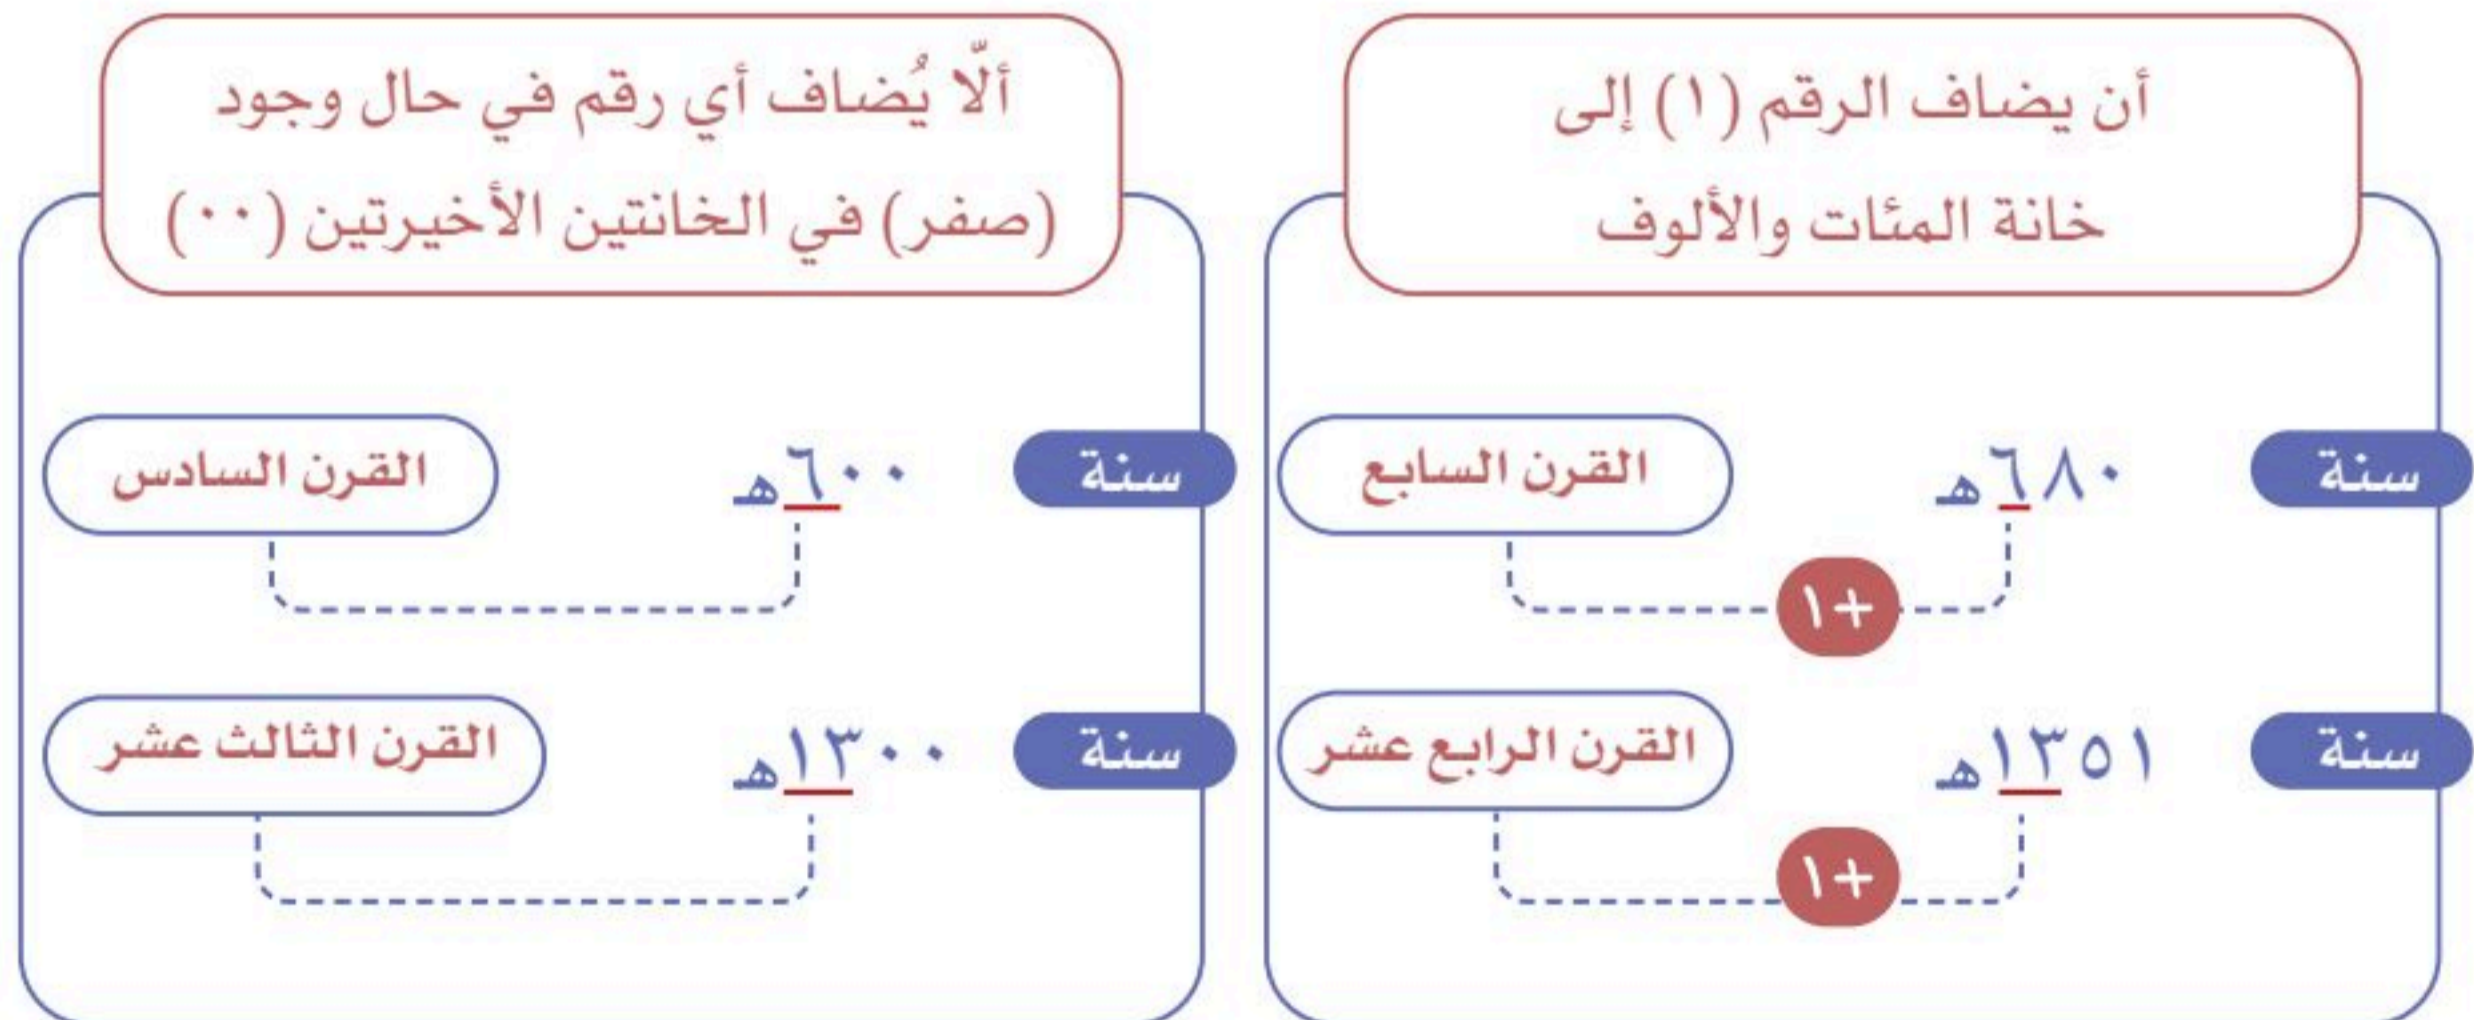 أن يضاف الرقم (١) إلى
خانة المئات والألوف
سنة
٦٨٠هـ
القرن السابع
+١
سنة
١٣٥١هـ
القرن الرابع عشر
+١
ألّا يُضاف أي رقم في حال وجود
(صفر) في الخانتين الأخيرتين (٠٠)
سنة
٦٠٠هـ
القرن السادس
سنة
١٣٠٠هـ
القرن الثالث عشر